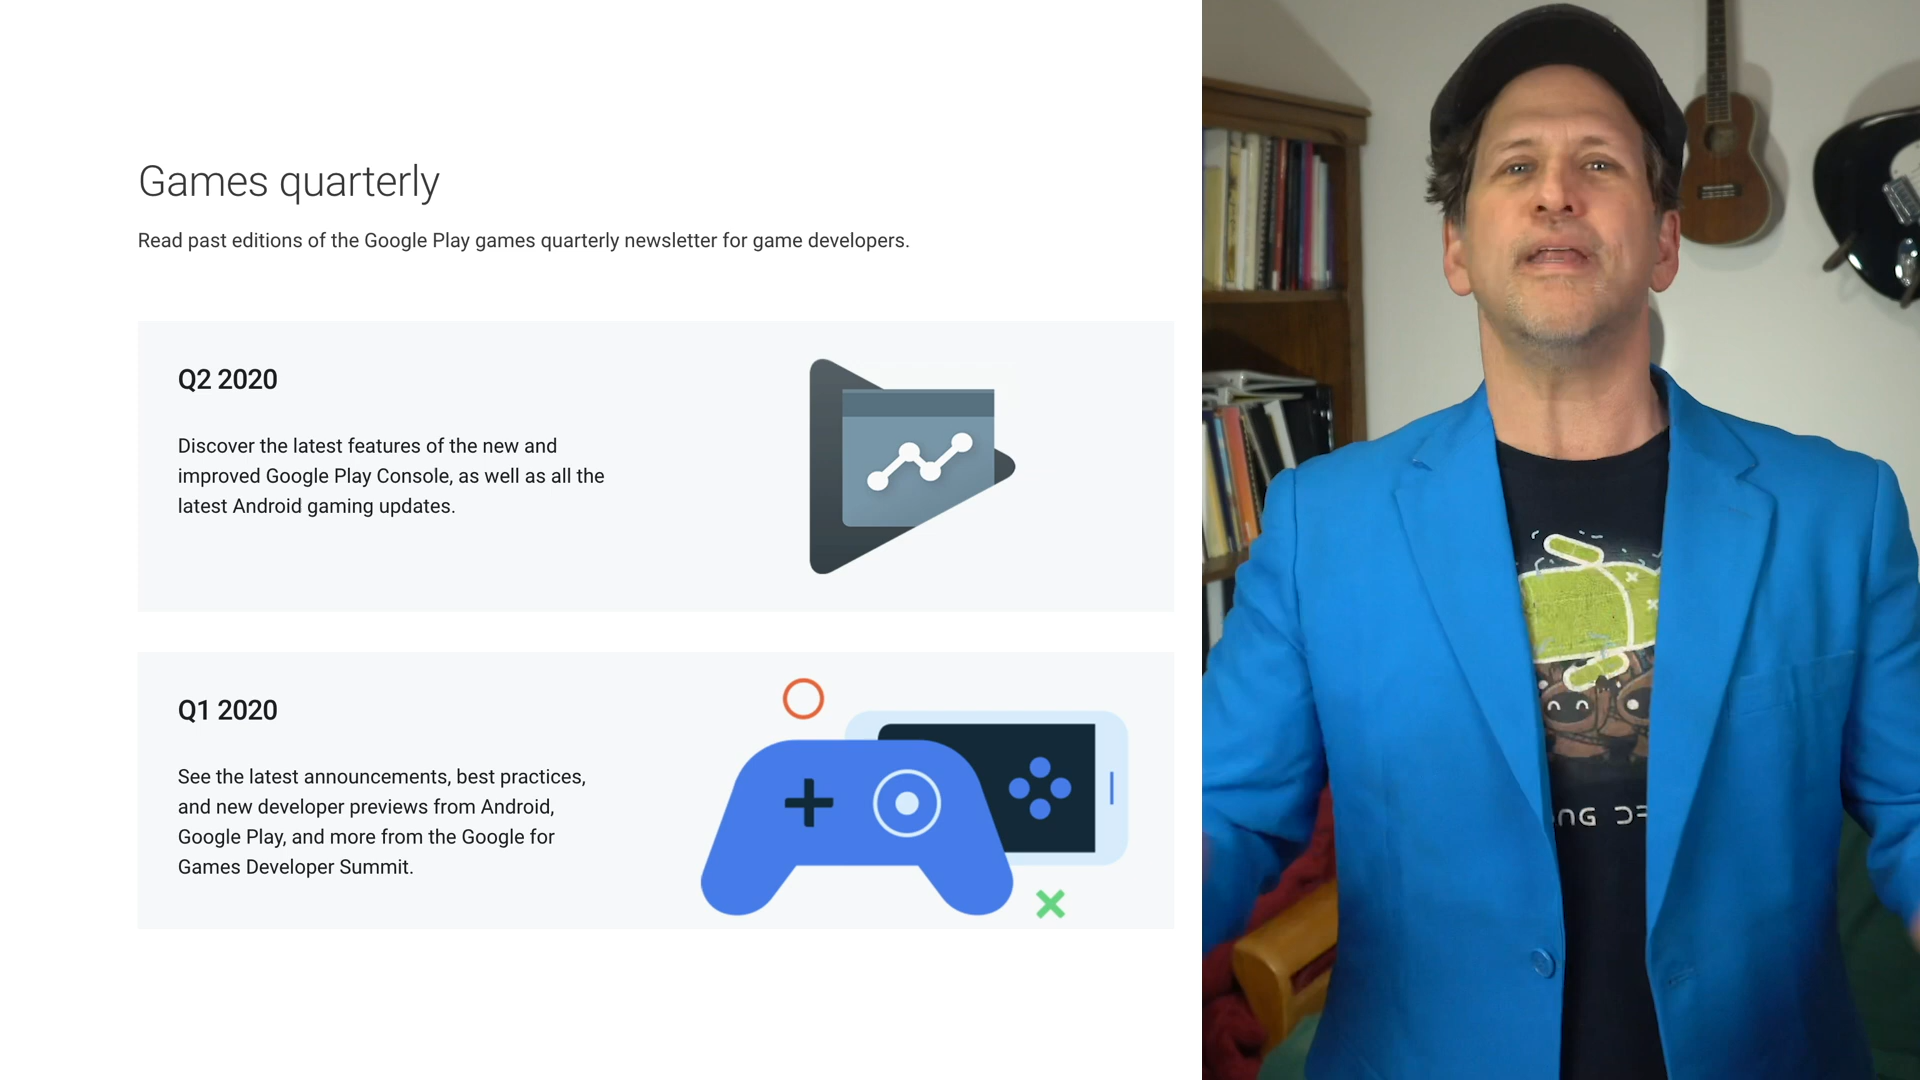 Games quarterly
Read past editions of the Google Play games quarterly newsletter for game developers.
Q2 2020
Discover the latest features of the new and
improved Google Play Console, as well as all the
latest Android gaming updates.
Q1 2020
See the latest announcements, best practices,
and new developer previews from Android,
Google Play, and more from the Google for
Games Developer Summit.